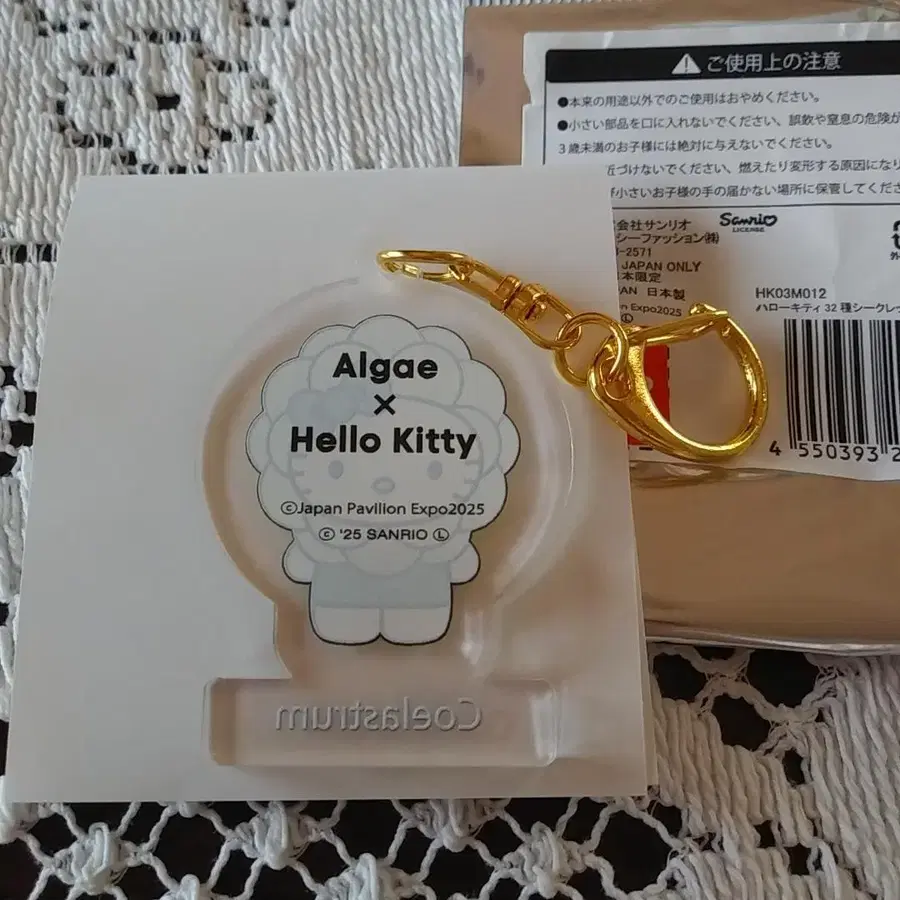 Algae
×
Hello Kitty
©Japan Pavilion Expo2025
© '25 SANRIO Ⓛ
Coelastrum
ご使用上の注意
●本来の用途以外でのご使用はおやめください。
●小さい部品を口に入れないでください、誤飲や窒息の危険が
3歳未満のお子様には絶対に与えないでください。
づけないでください、燃えたり変形する原因になり
小さいお子様の手の届かない場所に保管してくださ
会社サンリオ
シーファッション㈱
-2571
JAPAN ONLY
本限定
PAN 日本製
n Expo2025
Ⓛ
Sanrio
LICENSE
HK03M012
ハローキティ 32種シークレッ
4 550393 2